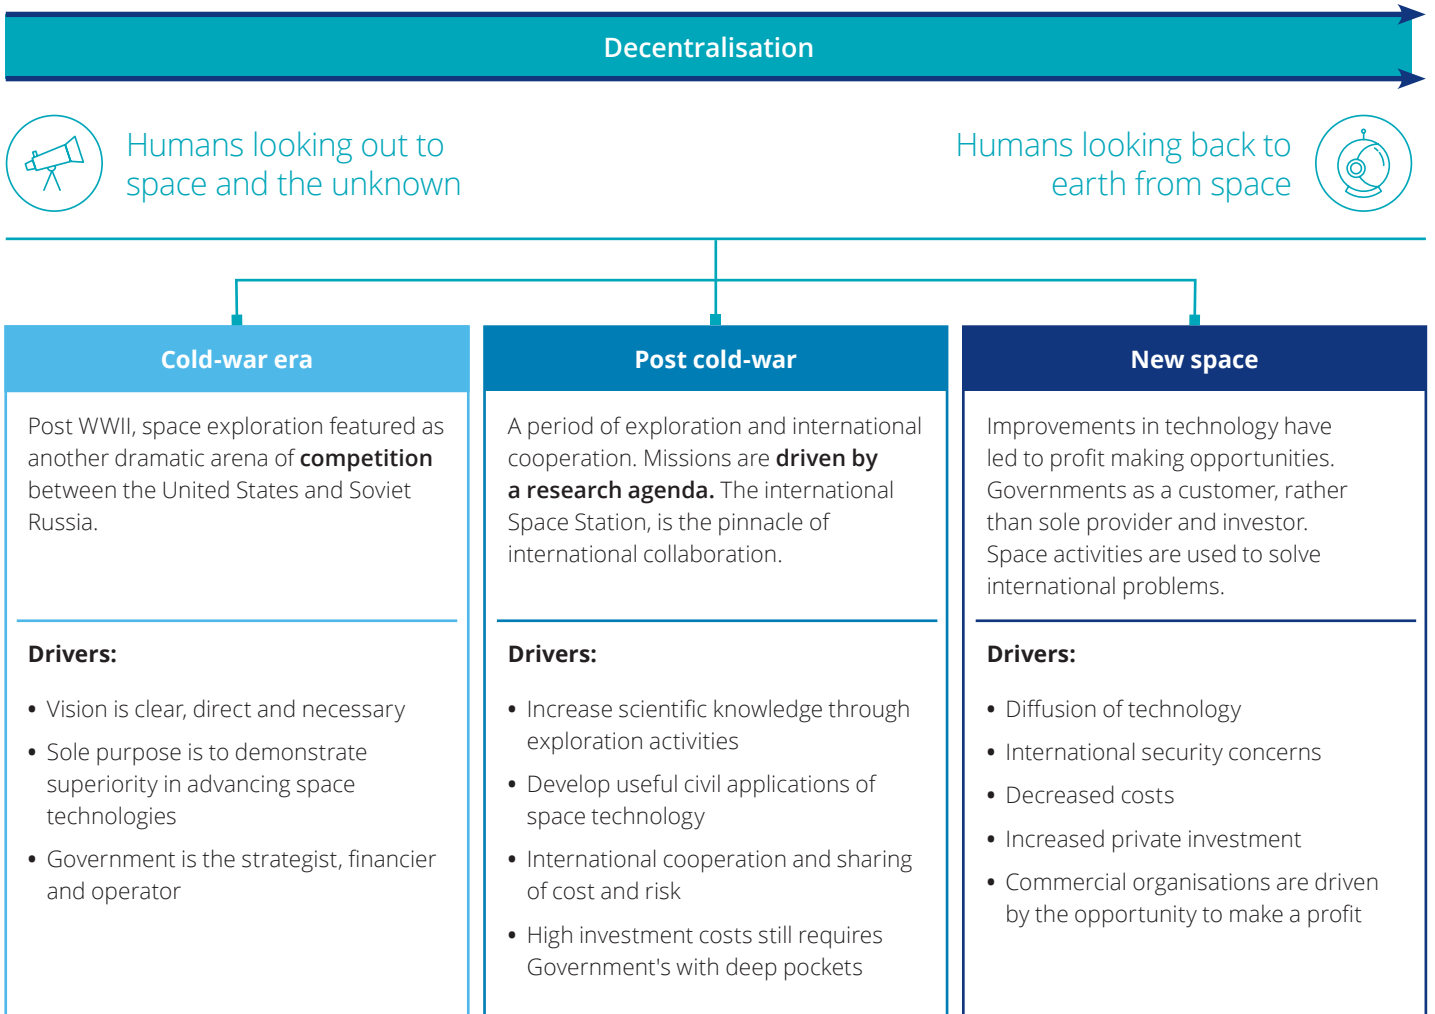 Decentralisation
Humans looking out to
space and the unknown
Humans looking back to
earth from space
Cold-war era
Post WWII, space exploration featured as
another dramatic arena of competition
between the United States and Soviet
Russia.
Drivers:
• Vision is clear, direct and necessary
• Sole purpose is to demonstrate
superiority in advancing space
technologies
• Government is the strategist, financier
and operator
Post cold-war
A period of exploration and international
cooperation. Missions are driven by
a research agenda. The international
Space Station, is the pinnacle of
international collaboration.
Drivers:
• Increase scientific knowledge through
exploration activities
• Develop useful civil applications of
space technology
• International cooperation and sharing
of cost and risk
• High investment costs still requires
Government's with deep pockets
New space
Improvements in technology have
led to profit making opportunities.
Governments as a customer, rather
than sole provider and investor.
Space activities are used to solve
international problems.
Drivers:
• Diffusion of technology
• International security concerns
• Decreased costs
• Increased private investment
• Commercial organisations are driven
by the opportunity to make a profit